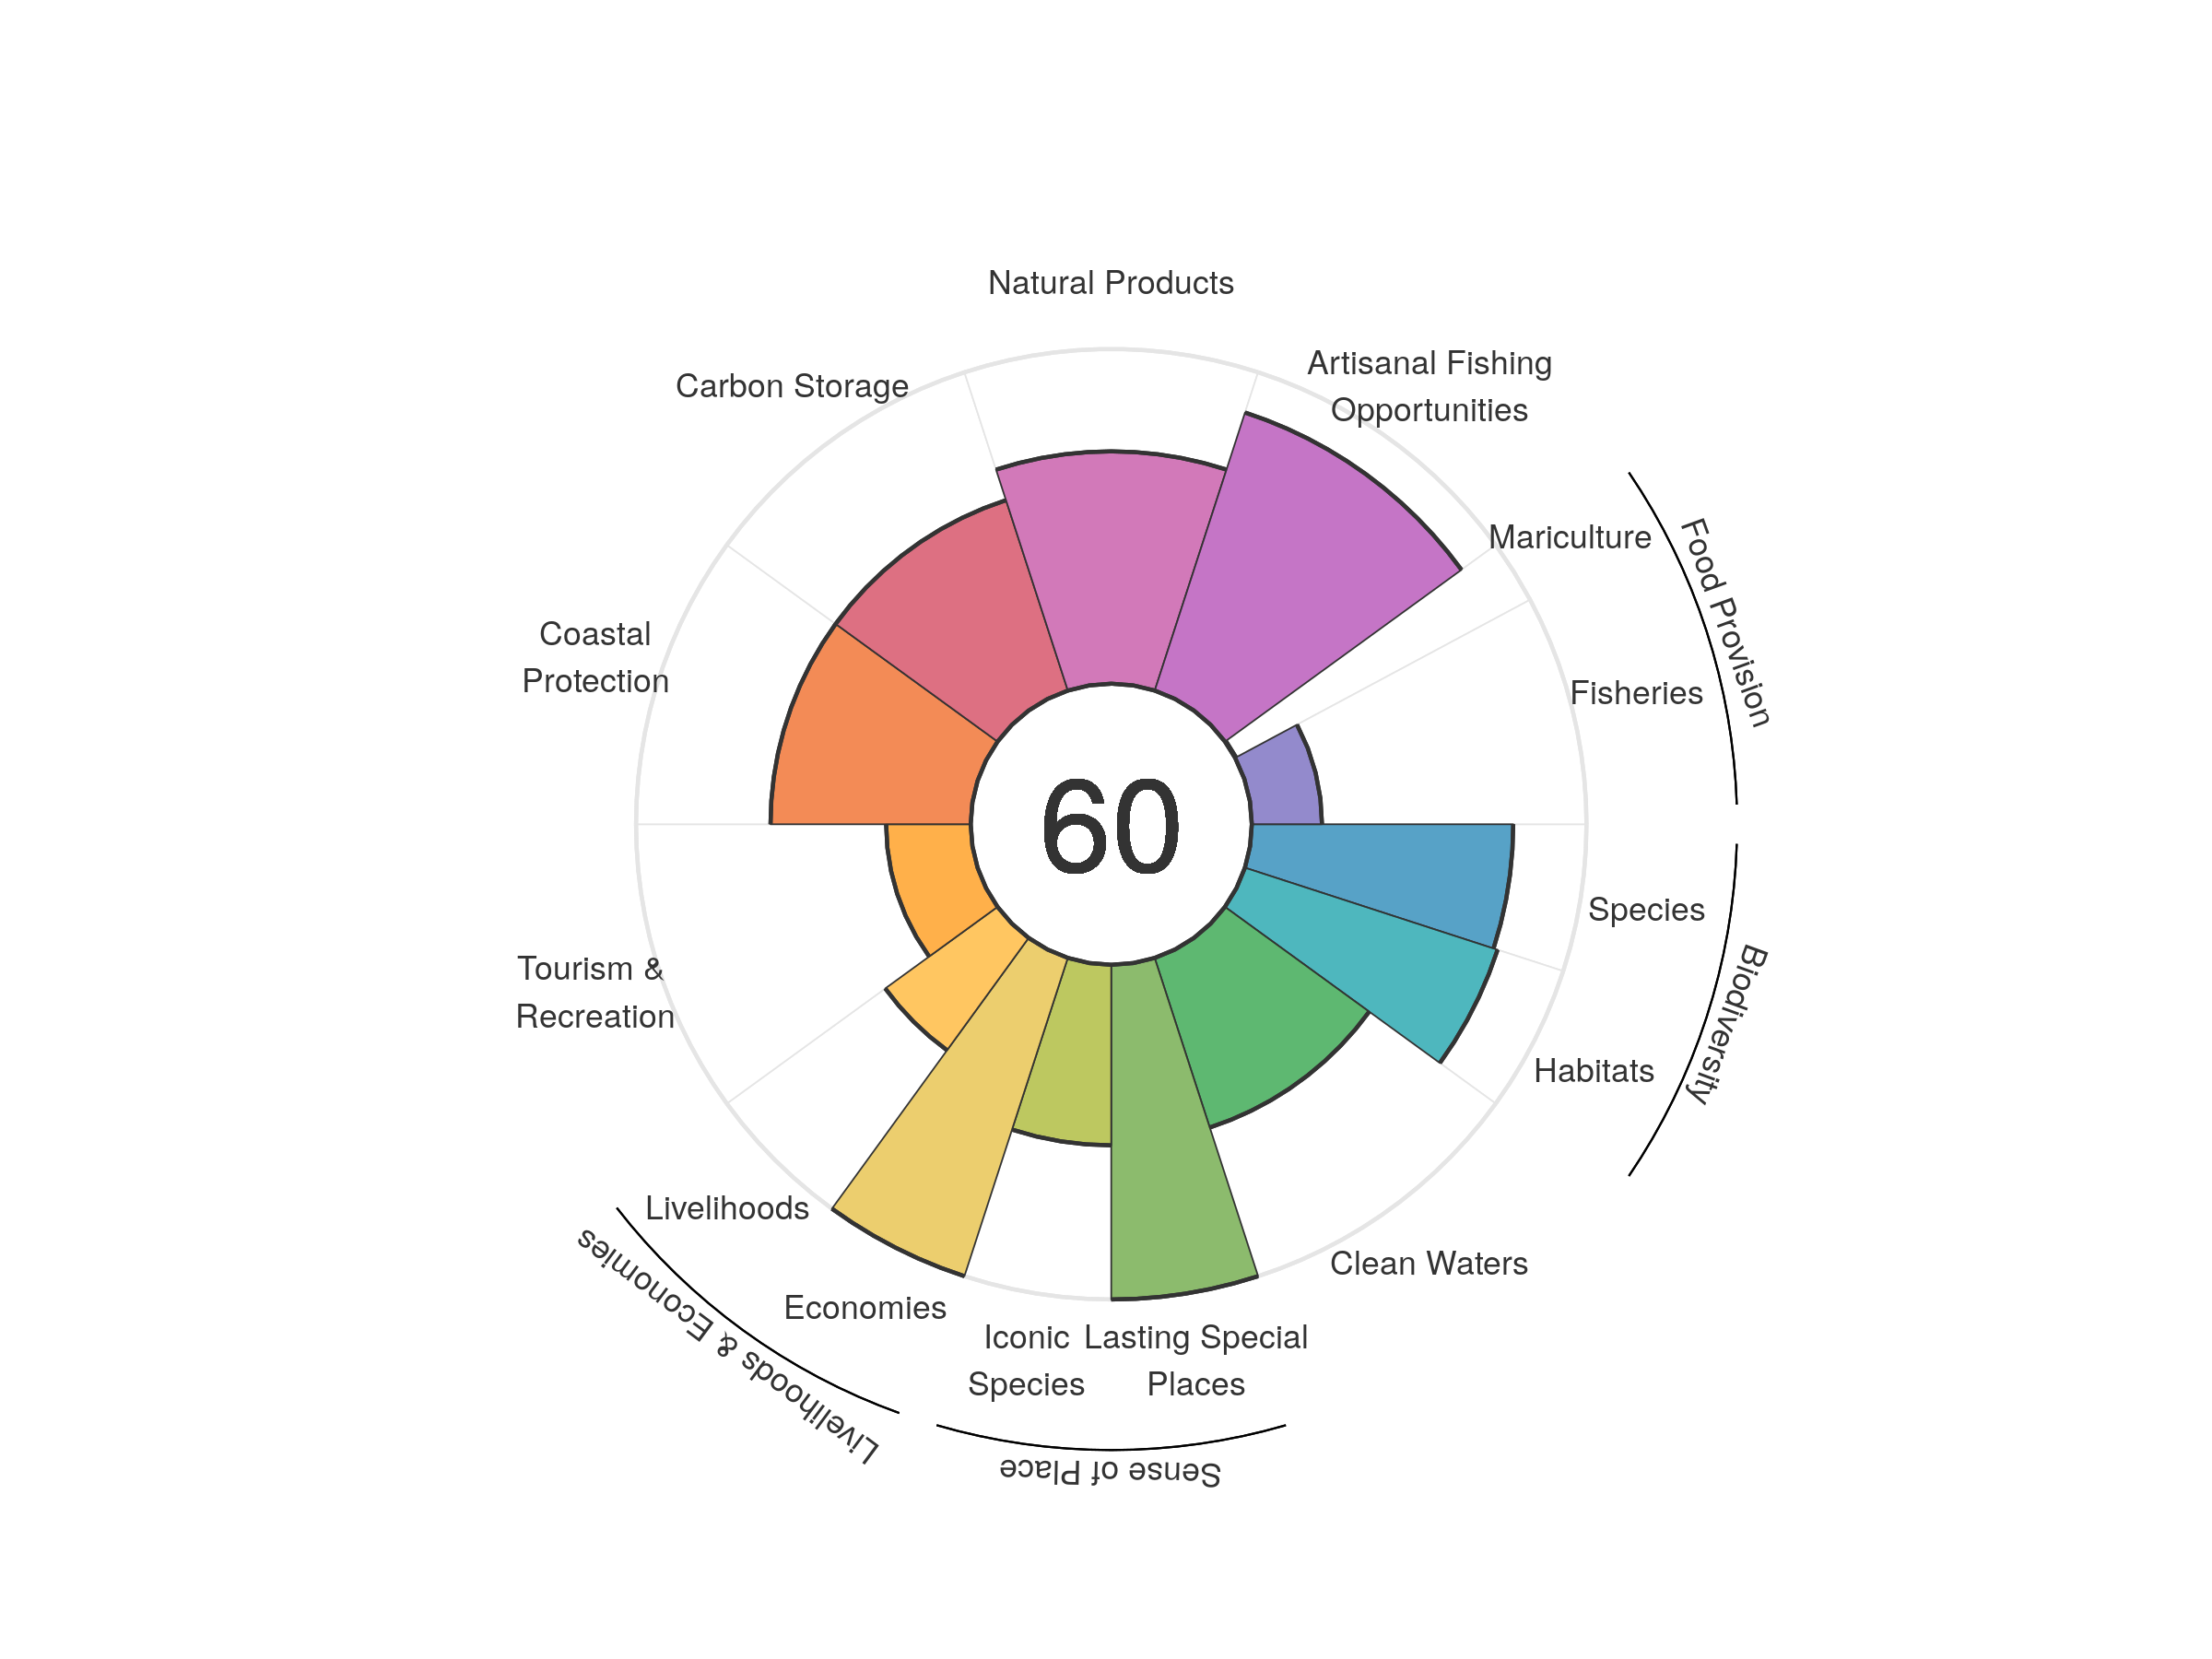 Natural Products
Artisanal Fishing
Opportunities
Carbon Storage
Mariculture
Food Provision
Fisheries
Coastal
Protection
60
Species
Biodiversity
Habitats
Tourism &
Recreation
Livelihoods
Livelihoods & Economies
Economies
Clean Waters
Iconic
Species
Lasting Special
Places
Sense of Place